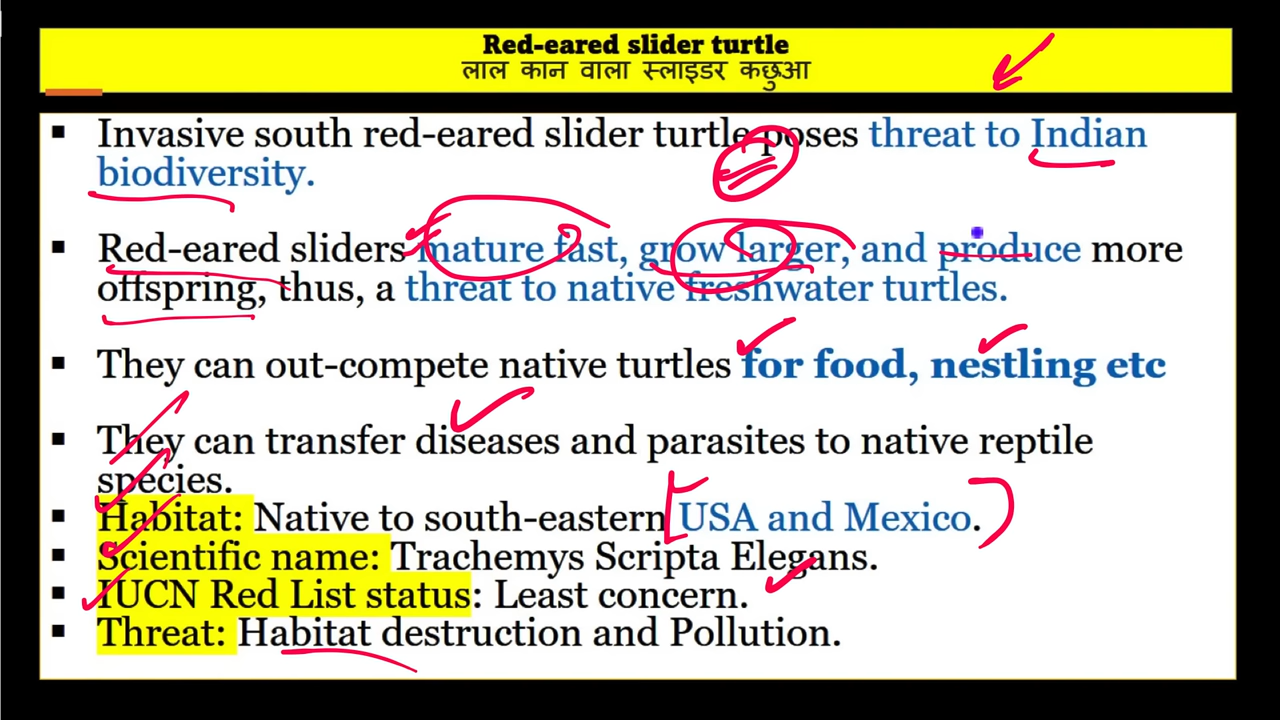 Red-eared slider turtle
लाल कान वाला स्लाइडर कछुआ
▪ Invasive south red-eared slider turtle poses threat to Indian
biodiversity.
▪ Red-eared sliders mature fast, grow larger, and produce more
offspring, thus, a threat to native freshwater turtles.
▪ They can out-compete native turtles for food, nestling etc
▪ They can transfer diseases and parasites to native reptile
species.
▪ Habitat: Native to south-eastern USA and Mexico.
▪ Scientific name: Trachemys Scripta Elegans.
▪ IUCN Red List status: Least concern.
▪ Threat: Habitat destruction and Pollution.